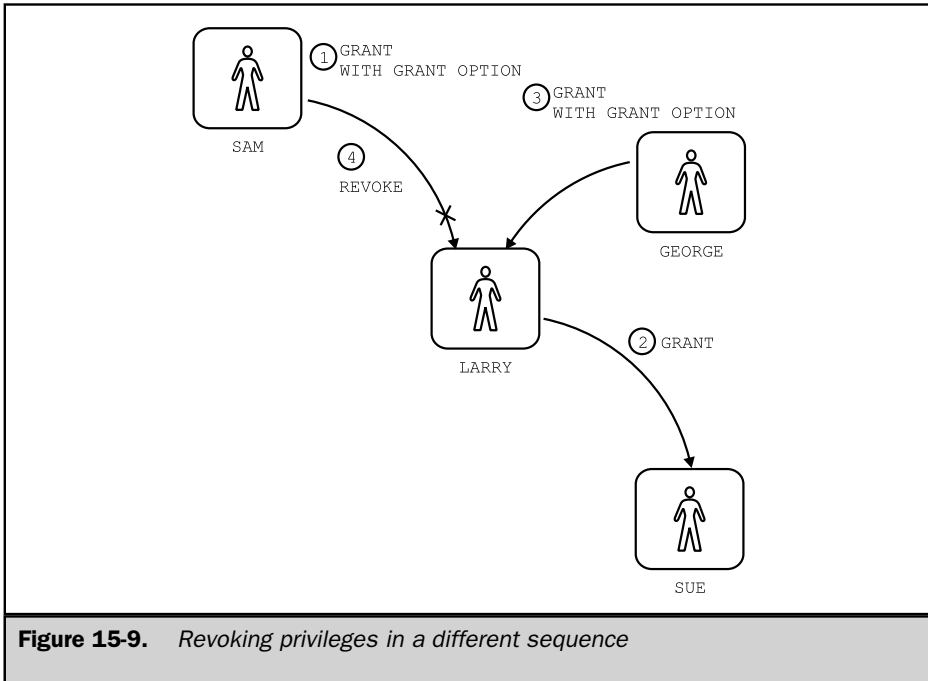 1 GRANT
WITH GRANT OPTION
3 GRANT
WITH GRANT OPTION
SAM
4
REVOKE
GEORGE
2 GRANT
LARRY
SUE
Figure 15-9. Revoking privileges in a different sequence